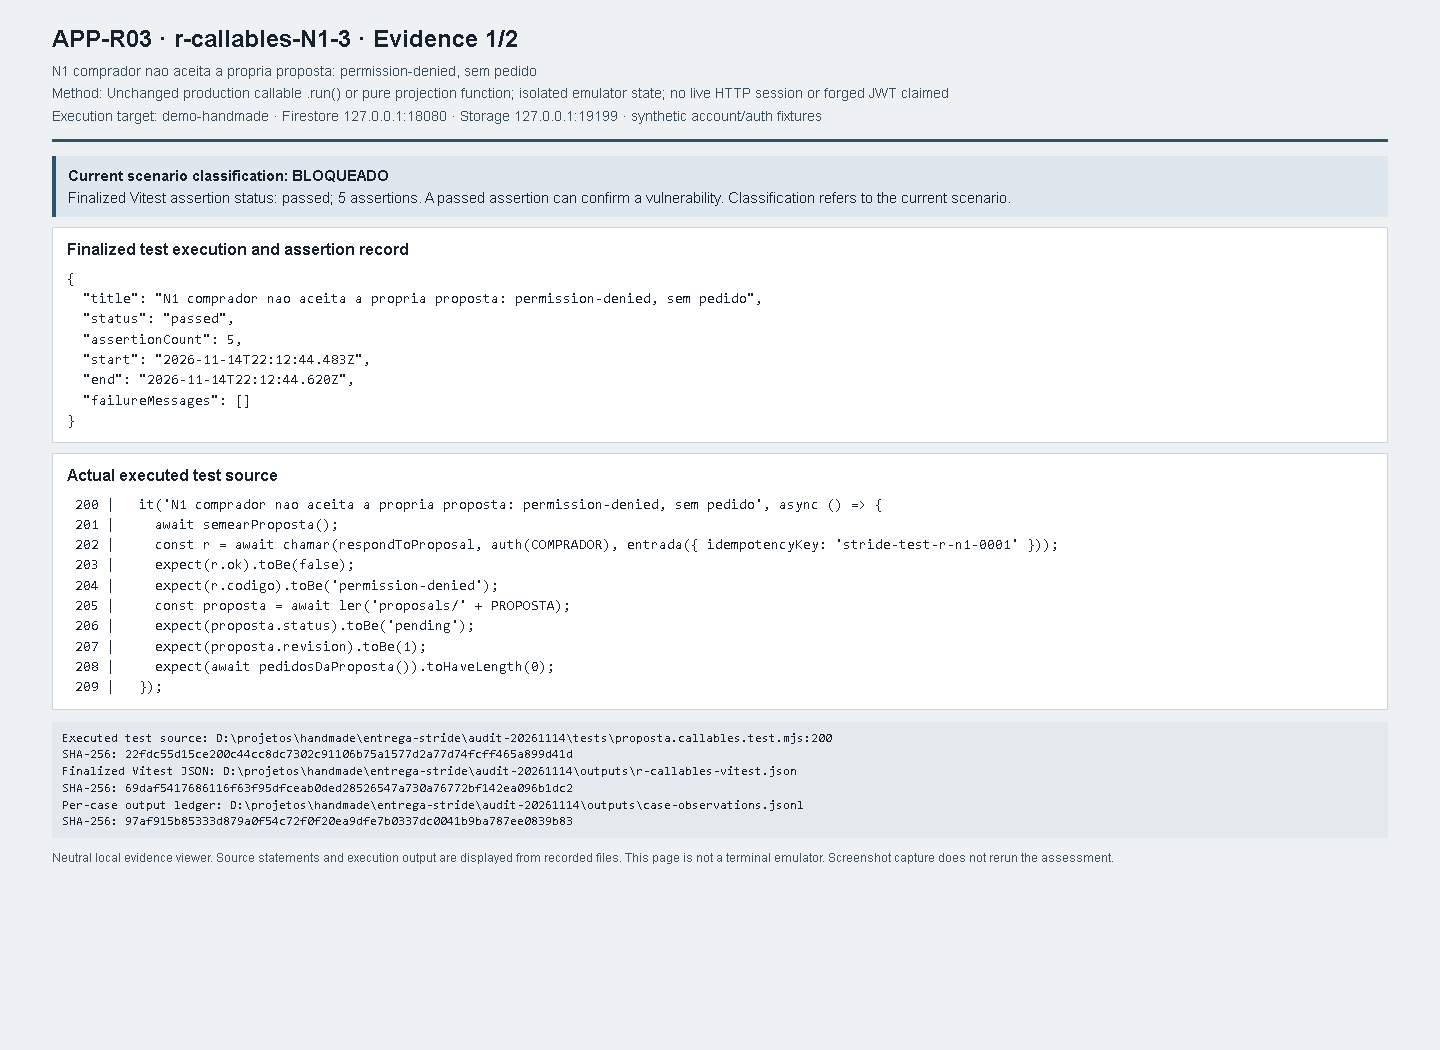 APP-R03 · r-callables-N1-3 · Evidence 1/2
N1 comprador nao aceita a propria proposta: permission-denied, sem pedido
Method: Unchanged production callable .run() or pure projection function; isolated emulator state; no live HTTP session or forged JWT claimed
Execution target: demo-handmade · Firestore 127.0.0.1:18080 · Storage 127.0.0.1:19199 · synthetic account/auth fixtures
Current scenario classification: BLOQUEADO
Finalized Vitest assertion status: passed; 5 assertions. A passed assertion can confirm a vulnerability. Classification refers to the current scenario.
Finalized test execution and assertion record
{
  "title": "N1 comprador nao aceita a propria proposta: permission-denied, sem pedido",
  "status": "passed",
  "assertionCount": 5,
  "start": "2026-11-14T22:12:44.483Z",
  "end": "2026-11-14T22:12:44.620Z",
  "failureMessages": []
}
Actual executed test source
200 |   it('N1 comprador nao aceita a propria proposta: permission-denied, sem pedido', async () => {
201 |     await semearProposta();
202 |     const r = await chamar(respondToProposal, auth(COMPRADOR), entrada({ idempotencyKey: 'stride-test-r-n1-0001' }));
203 |     expect(r.ok).toBe(false);
204 |     expect(r.codigo).toBe('permission-denied');
205 |     const proposta = await ler('proposals/' + PROPOSTA);
206 |     expect(proposta.status).toBe('pending');
207 |     expect(proposta.revision).toBe(1);
208 |     expect(await pedidosDaProposta()).toHaveLength(0);
209 |   });
Executed test source: D:\projetos\handmade\entrega-stride\audit-20261114\tests\proposta.callables.test.mjs:200
SHA-256: 22fdc55d15ce200c44cc8dc7302c91106b75a1577d2a77d74fcff465a899d41d
Finalized Vitest JSON: D:\projetos\handmade\entrega-stride\audit-20261114\outputs\r-callables-vitest.json
SHA-256: 69daf5417686116f63f95dfceab0ded28526547a730a76772bf142ea096b1dc2
Per-case output ledger: D:\projetos\handmade\entrega-stride\audit-20261114\outputs\case-observations.jsonl
SHA-256: 97af915b85333d879a0f54c72f0f20ea9dfe7b0337dc0041b9ba787ee0839b83
Neutral local evidence viewer. Source statements and execution output are displayed from recorded files. This page is not a terminal emulator. Screenshot capture does not rerun the assessment.